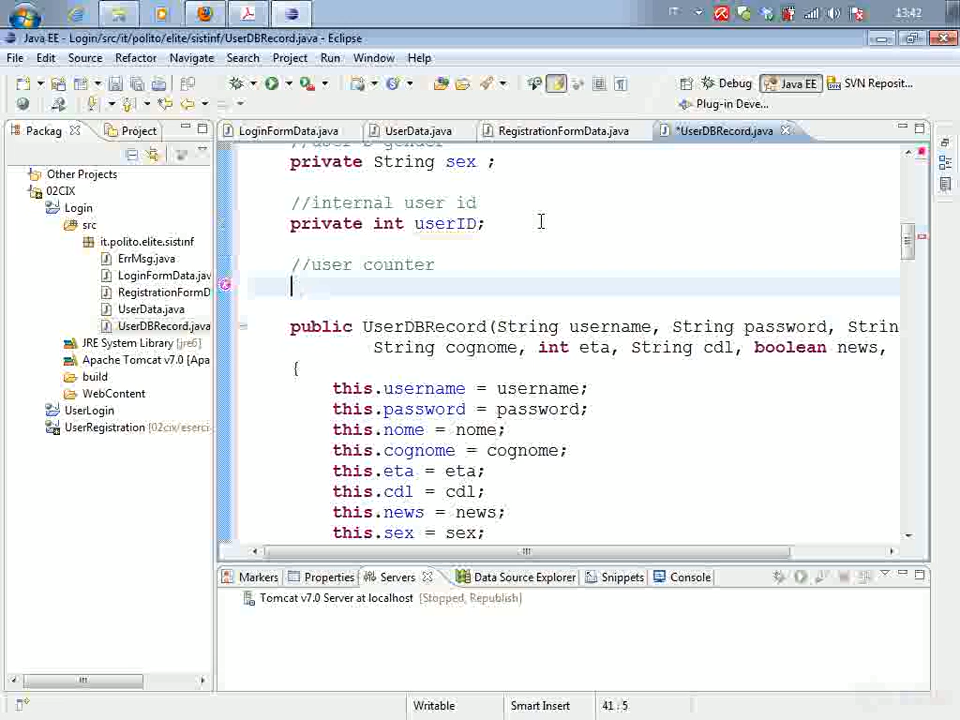 IT
13:42
Java EE - Login/src/it/polito/elite/sistinf/UserDBRecord.java - Eclipse
File Edit Source Refactor Navigate Search Project Run Window Help
Debug Java EE SVN Repost...
Plug-in Deve...
Packag Project
LoginFormData.java UserData.java RegistrationFormData.java *UserDBRecord.java
Other Projects
02CIX
Login
src
it.polito.elite.sistinf
ErrMsg.java
LoginFormData.jav
RegistrationFormD
UserData.java
UserDBRecord.java
JRE System Library [jre6]
Apache Tomcat v7.0 [Apa
build
WebContent
UserLogin
UserRegistration [02civ/eserci
private String sex ;
//internal user id
private int userID;
//user counter
public UserDBRecord(String username, String password, Strin
String cognome, int eta, String cdl, boolean news,
{
this.username = username;
this.password = password;
this.nome = nome;
this.cognome = cognome;
this.eta = eta;
this.cdl = cdl;
this.news = news;
this.sex = sex;
Markers Properties Servers Data Source Explorer Snippets Console
Tomcat v7.0 Server at localhost [Stopped, Republish]
Writable Smart Insert 41 : 5